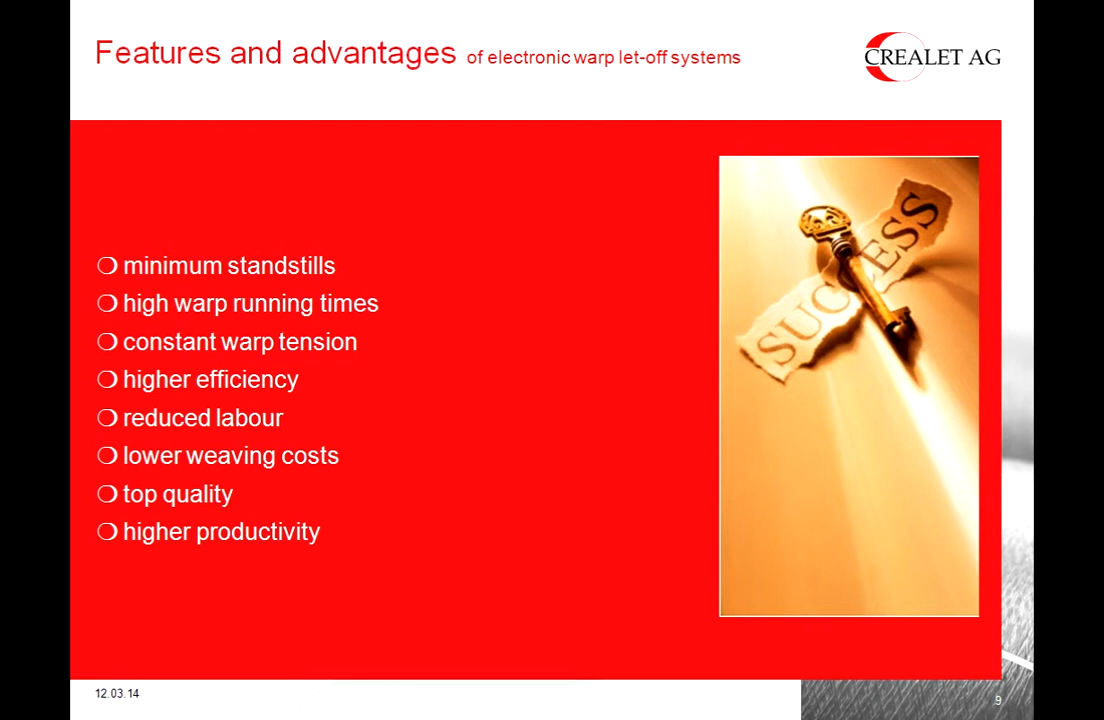 Features and advantages of electronic warp let-off systems
CREALET AG
SUCCESS
❍ minimum standstills
❍ high warp running times
❍ constant warp tension
❍ higher efficiency
❍ reduced labour
❍ lower weaving costs
❍ top quality
❍ higher productivity
12.03.14
9